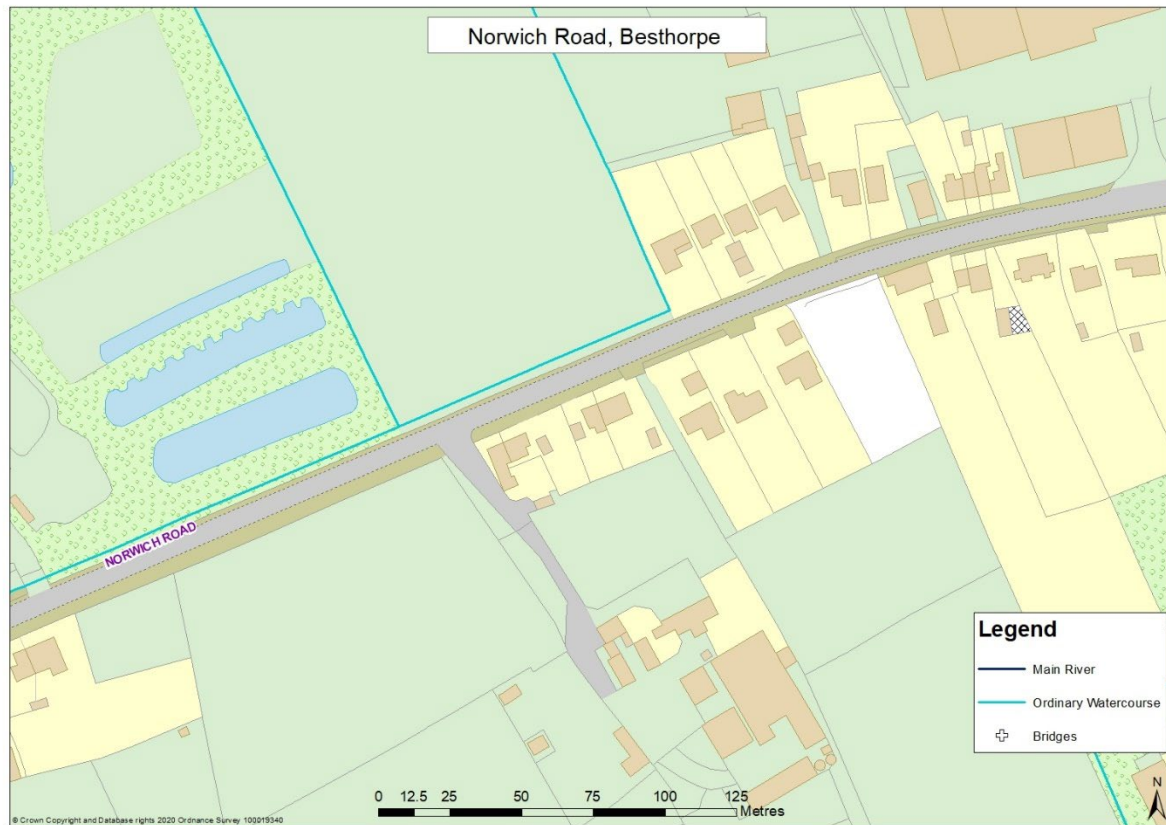 Norwich Road, Besthorpe
NORWICH ROAD
Legend
Main River
Ordinary Watercourse
Bridges
N
0 12.5 25 50 75 100 125
Metres
© Crown Copyright and Database rights 2020 Ordnance Survey 100019340